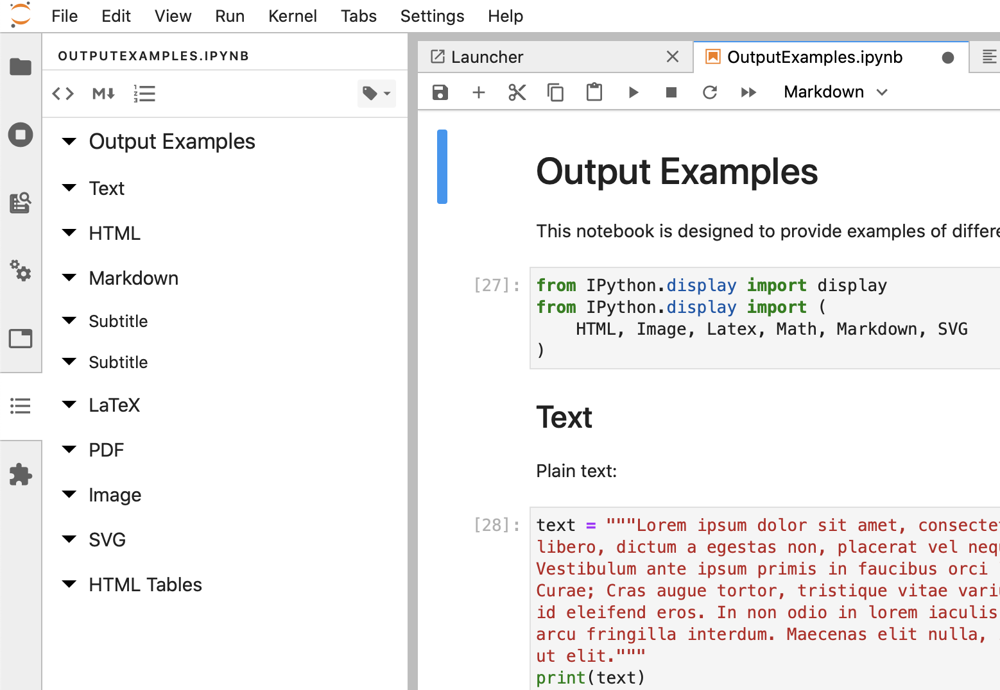 File Edit View Run Kernel Tabs Settings Help
OUTPUTEXAMPLES.IPYNB
Output Examples
Text
HTML
Markdown
Subtitle
Subtitle
LaTeX
PDF
Image
SVG
HTML Tables
Launcher
OutputExamples.ipynb
Markdown
Output Examples
This notebook is designed to provide examples of
[27]:
from IPython.display import display
from IPython.display import (
    HTML, Image, Latex, Math, Markdown, SVG
)
Text
Plain text:
[28]:
text = """Lorem ipsum dolor sit amet,
libero, dictum a egestas non, placerat vel
Vestibulum ante ipsum primis in faucibus orci
Curae; Cras augue tortor, tristique vitae
id eleifend eros. In non odio in lorem iaculis
arcu fringilla interdum. Maecenas elit nulla,
ut elit."""
print(text)